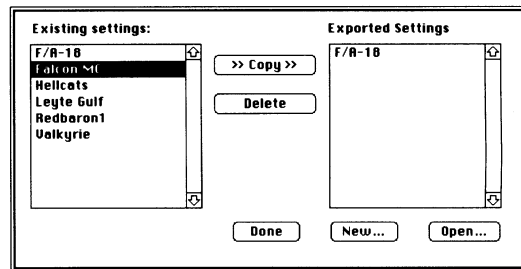 Existing settings:
F/A-18
Falcon MC
Hellcats
Leyte Gulf
Redbaron1
Valkyrie
>> Copy >>
Delete
Exported Settings
F/A-18
Done
New...
Open...